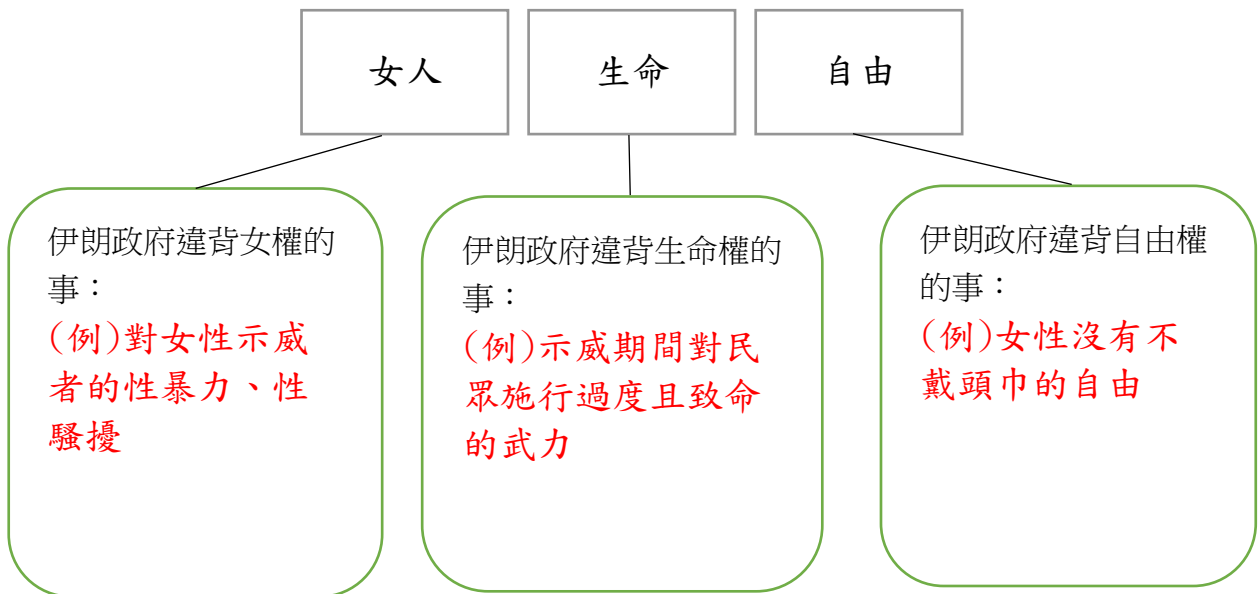 女人
生命
自由
伊朗政府違背女權的
事：
(例)對女性示威
者的性暴力、性
騷擾
伊朗政府違背生命權的
事：
(例)示威期間對民
眾施行過度且致命
的武力
伊朗政府違背自由權
的事：
(例)女性沒有不
戴頭巾的自由